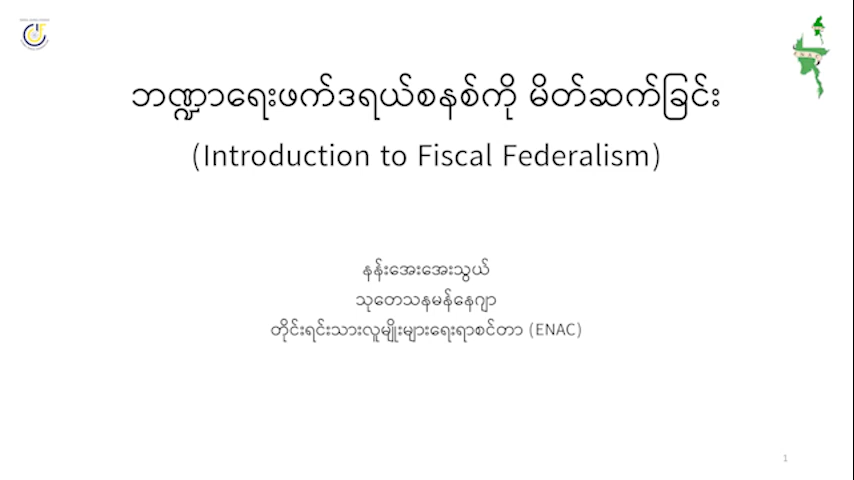 ဘဏ္ဍာရေးဖက်ဒရယ်စနစ်ကို မိတ်ဆက်ခြင်း
(Introduction to Fiscal Federalism)
နန်းအေးအေးသွယ်
သုတေသနမန်နေဂျာ
တိုင်းရင်းသားလူမျိုးများရေးရာစင်တာ (ENAC)
1